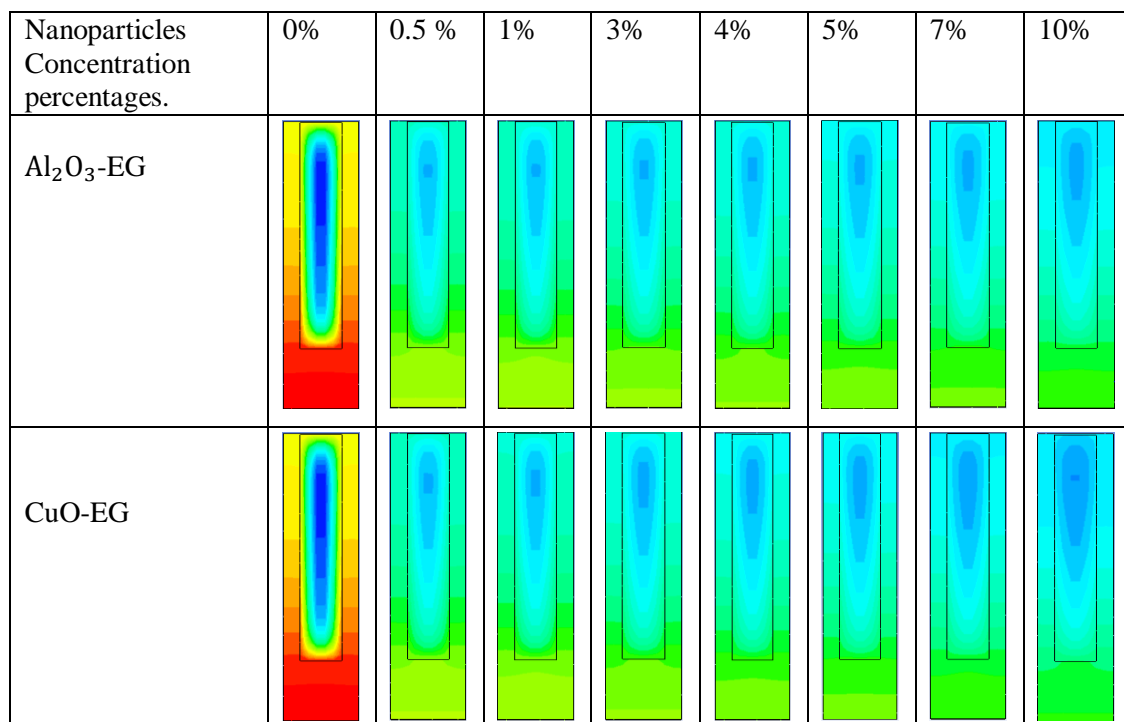 Nanoparticles
Concentration
percentages.
0%
0.5 %
1%
3%
4%
5%
7%
10%
Al₂O₃-EG
CuO-EG